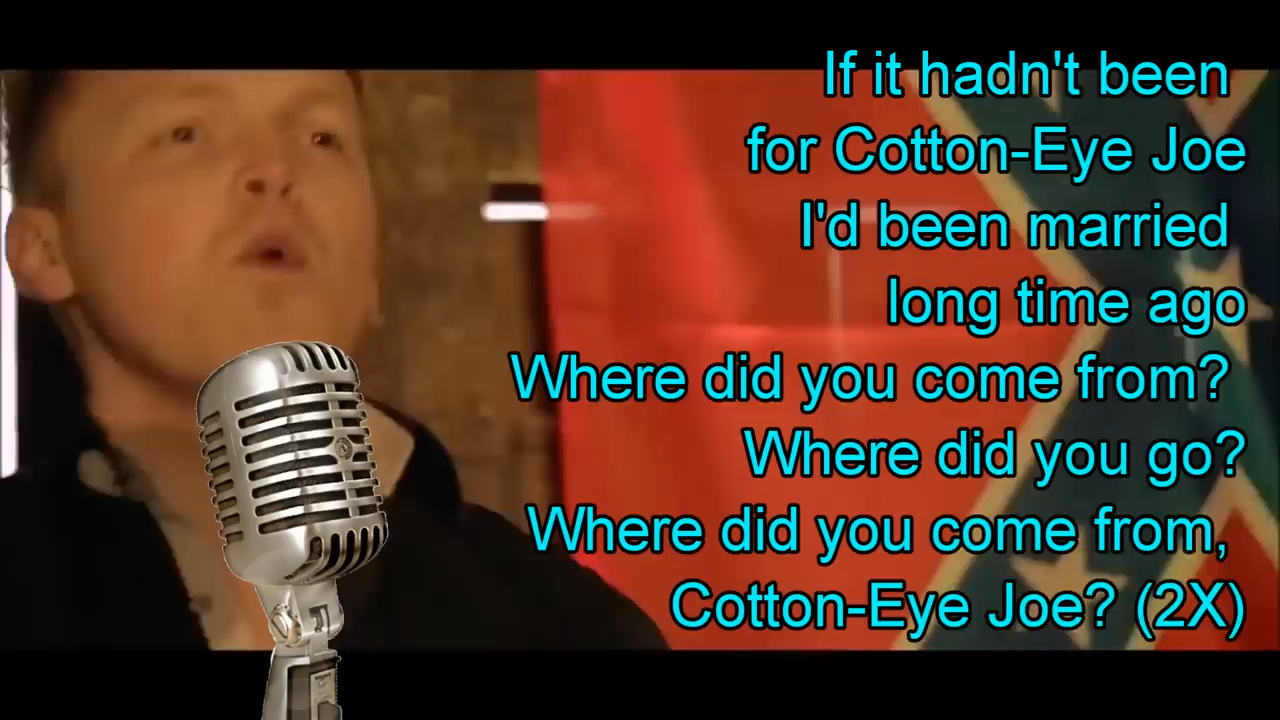 If it hadn't been
for Cotton-Eye Joe
I'd been married
long time ago
Where did you come from?
Where did you go?
Where did you come from,
Cotton-Eye Joe? (2X)